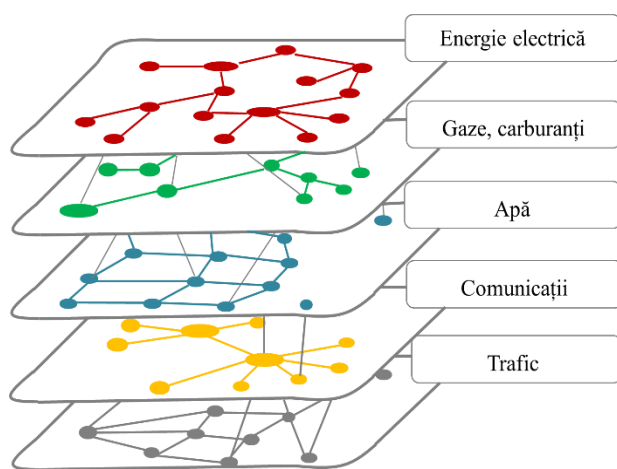 Energie electrică
Gaze, carburanți
Apă
Comunicații
Trafic